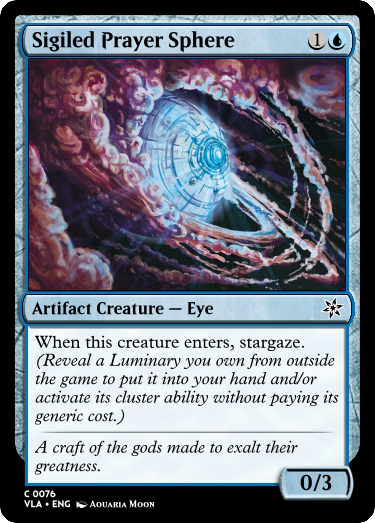 Sigiled Prayer Sphere
1
Artifact Creature — Eye
When this creature enters, stargaze.
(Reveal a Luminary you own from outside
the game to put it into your hand and/or
activate its cluster ability without paying its
generic cost.)
A craft of the gods made to exalt their
greatness.
0/3
C 0076
VLA • ENG Aquaria Moon